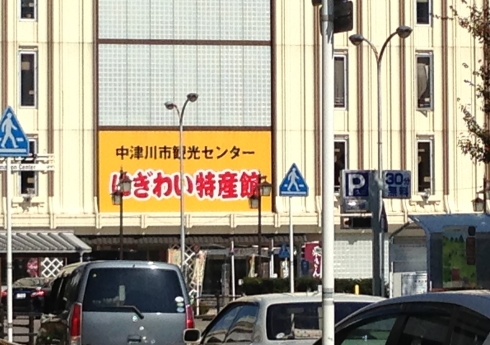 中津川市観光センター
にぎわい特産館
P
30分
無料